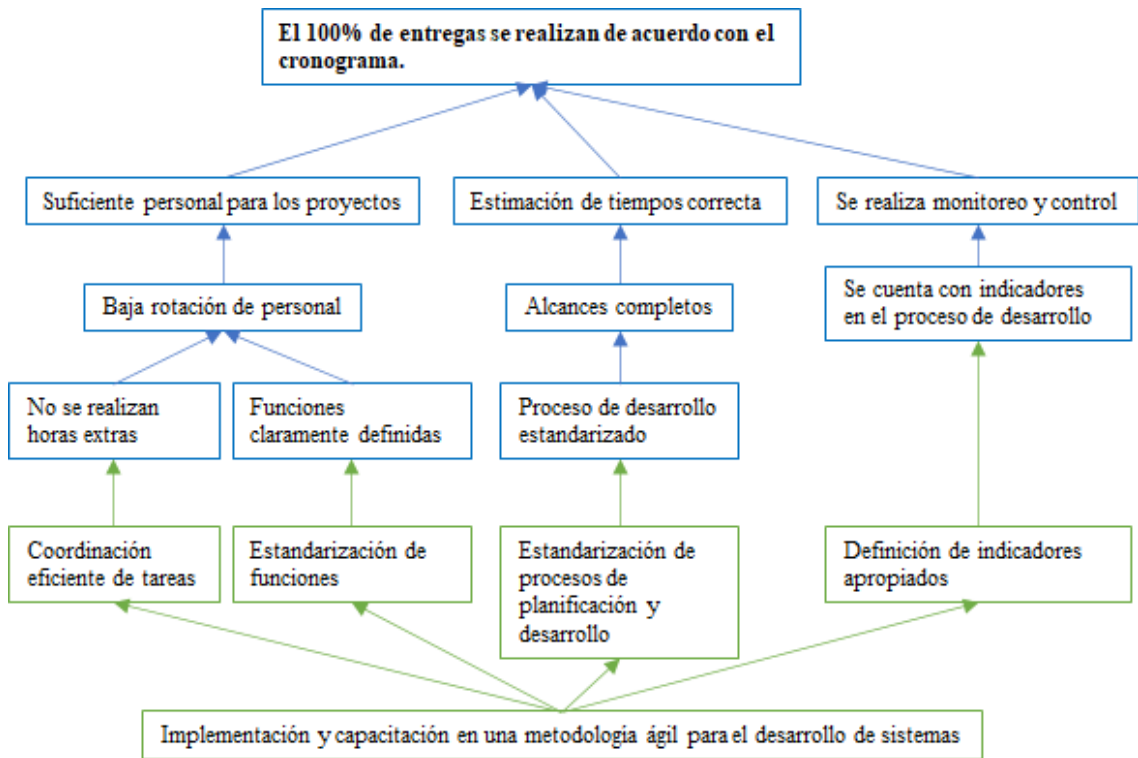 El 100% de entregas se realizan de acuerdo con el
cronograma.
Suficiente personal para los proyectos
Estimación de tiempos correcta
Se realiza monitoreo y control
Baja rotación de personal
Alcances completos
Se cuenta con indicadores
en el proceso de desarrollo
No se realizan
horas extras
Funciones
claramente definidas
Proceso de desarrollo
estandarizado
Coordinación
eficiente de tareas
Estandarización de
funciones
Estandarización de
procesos de
planificación y
desarrollo
Definición de indicadores
apropiados
Implementación y capacitación en una metodología ágil para el desarrollo de sistemas